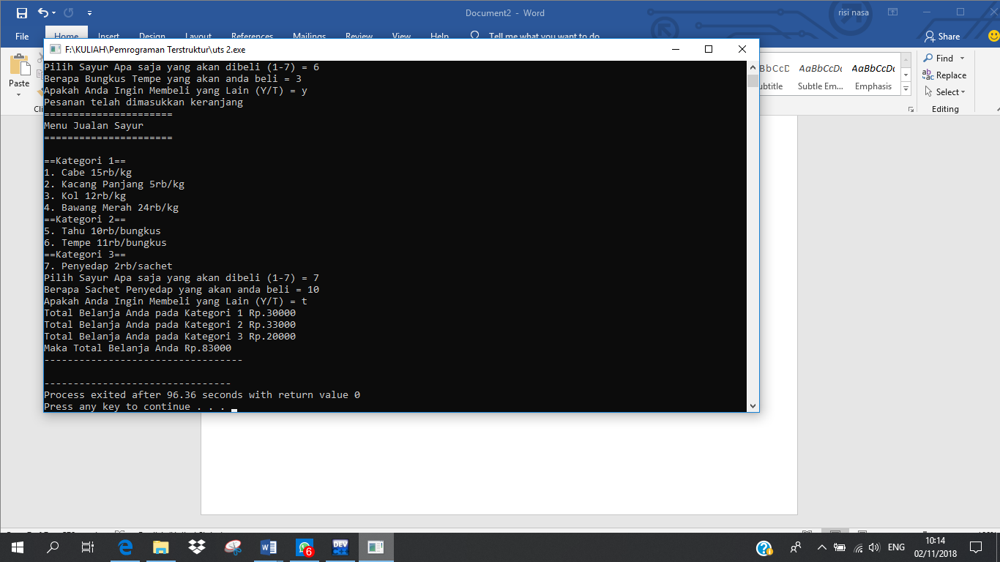 Document2 - Word
risi nasa
File
Home
Insert
Design
Layout
References
Mailings
Review
View
Help
Tell me what you want to do
Share
F:\KULIAH\Pemrograman Terstruktur\uts 2.exe
Paste
AaBbCcDc
AaBbCcDc
Subtle Em...
Emphasis
Find
Replace
Select
Editing
Pilih Sayur Apa saja yang akan dibeli (1-7) = 6
Berapa Bungkus Tempe yang akan anda beli = 3
Apakah Anda Ingin Membeli yang Lain (Y/T) = y
Pesanan telah dimasukkan keranjang
======================
Menu Jualan Sayur
======================
==Kategori 1==
1. Cabe 15rb/kg
2. Kacang Panjang 5rb/kg
3. Kol 12rb/kg
4. Bawang Merah 24rb/kg
==Kategori 2==
5. Tahu 10rb/bungkus
6. Tempe 11rb/bungkus
==Kategori 3==
7. Penyedap 2rb/sachet
Pilih Sayur Apa saja yang akan dibeli (1-7) = 7
Berapa Sachet Penyedap yang akan anda beli = 10
Apakah Anda Ingin Membeli yang Lain (Y/T) = t
Total Belanja Anda pada Kategori 1 Rp.30000
Total Belanja Anda pada Kategori 2 Rp.33000
Total Belanja Anda pada Kategori 3 Rp.20000
Maka Total Belanja Anda Rp.83000
----------------------------------
--------------------------------
Process exited after 96.36 seconds with return value 0
Press any key to continue . . .
6
DEV
ENG
10:14
02/11/2018